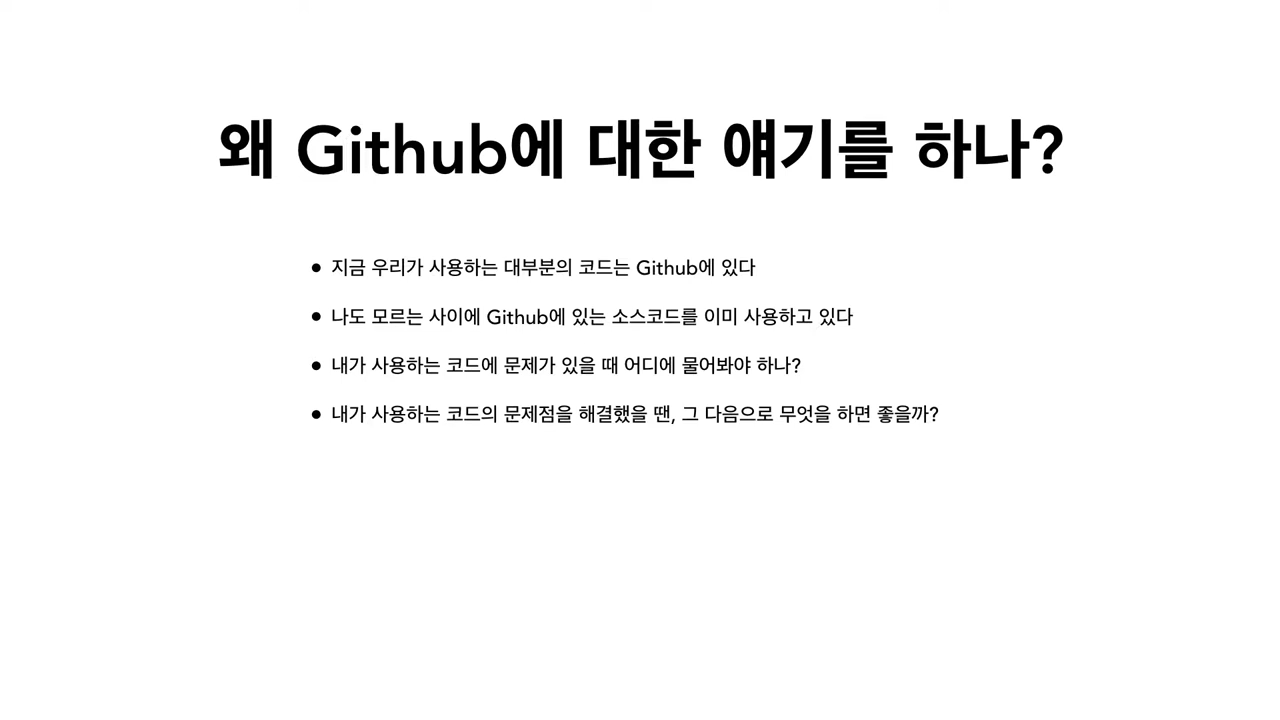 왜 Github에 대한 얘기를 하나?
• 지금 우리가 사용하는 대부분의 코드는 Github에 있다
• 나도 모르는 사이에 Github에 있는 소스코드를 이미 사용하고 있다
• 내가 사용하는 코드에 문제가 있을 때 어디에 물어봐야 하나?
• 내가 사용하는 코드의 문제점을 해결했을 땐, 그 다음으로 무엇을 하면 좋을까?